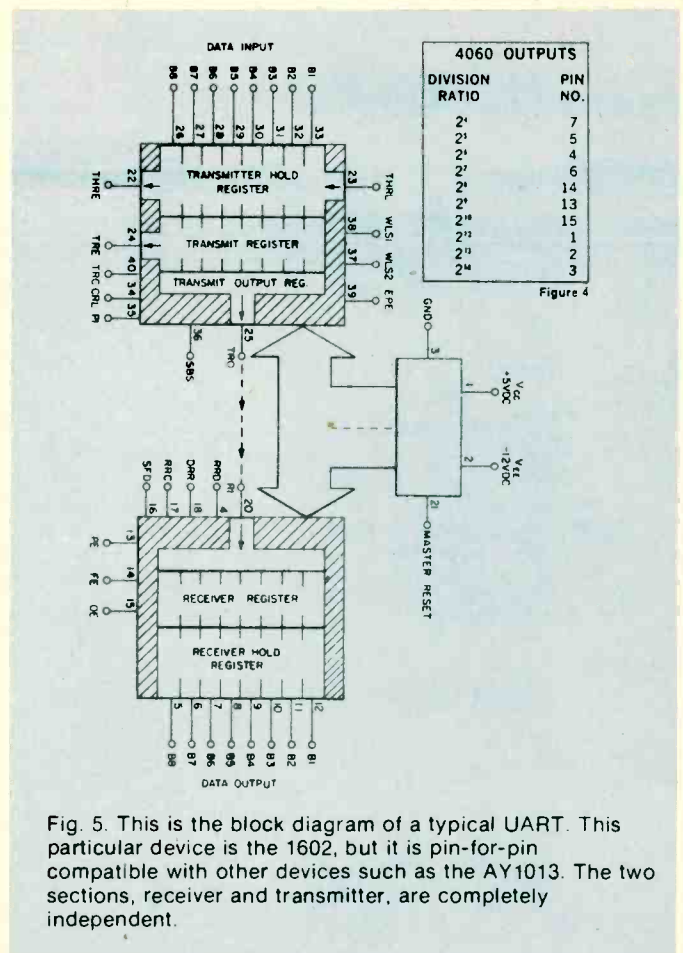 DATA INPUT
B8 B7 B6 B5 B4 B3 B2 B1
26 27 28 29 30 31 32 33
TRANSMITTER HOLD
REGISTER
22
THRE
23
THRL
TRANSMIT REGISTER
24
TRE
38
WLS1
37
WLS2
TRANSMIT OUTPUT REG.
40
TRC
34
CRL
35
PI
39
EPE
36
SBS
25
TRO
4060 OUTPUTS
DIVISION PIN
RATIO NO.
2⁴ 7
2⁵ 5
2⁶ 4
2⁷ 6
2⁸ 14
2⁹ 13
2¹⁰ 15
2¹² 1
2¹³ 2
2¹⁴ 3
Figure 4
GND
3
1
VCC
+5VDC
2
VEE
-12VDC
21
MASTER RESET
SFD RRC DRR RRD RI
16 17 18 4 20
13
PE
14
FE
15
OE
RECEIVER REGISTER
RECEIVER HOLD
REGISTER
5 6 7 8 9 10 11 12
B8 B7 B6 B5 B4 B3 B2 B1
DATA OUTPUT
Fig. 5. This is the block diagram of a typical UART. This
particular device is the 1602, but it is pin-for-pin
compatible with other devices such as the AY1013. The two
sections, receiver and transmitter, are completely
independent.